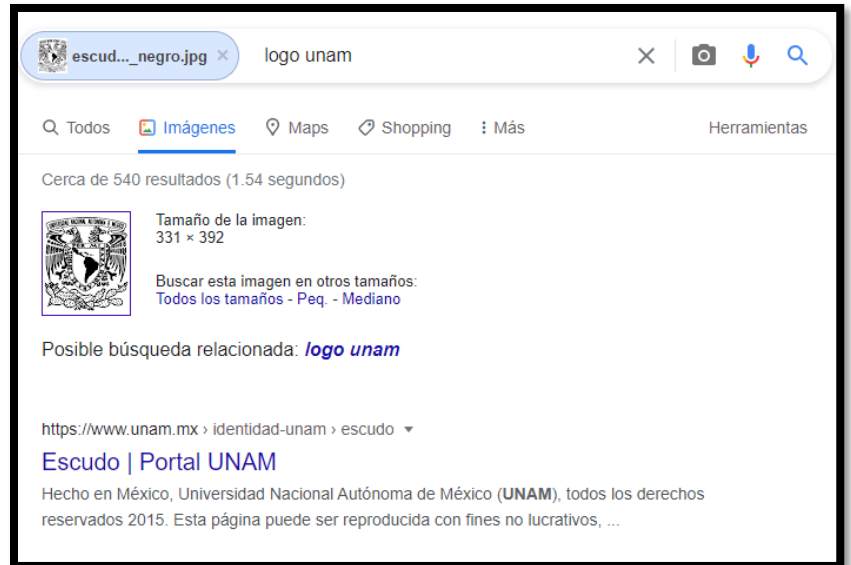 escud..._negro.jpg × logo unam
Todos Imágenes Maps Shopping Más Herramientas
Cerca de 540 resultados (1.54 segundos)
Tamaño de la imagen:
331 × 392
Buscar esta imagen en otros tamaños:
Todos los tamaños - Peq. - Mediano
Posible búsqueda relacionada: logo unam
https://www.unam.mx › identidad-unam › escudo
Escudo | Portal UNAM
Hecho en México, Universidad Nacional Autónoma de México (UNAM), todos los derechos
reservados 2015. Esta página puede ser reproducida con fines no lucrativos, ...